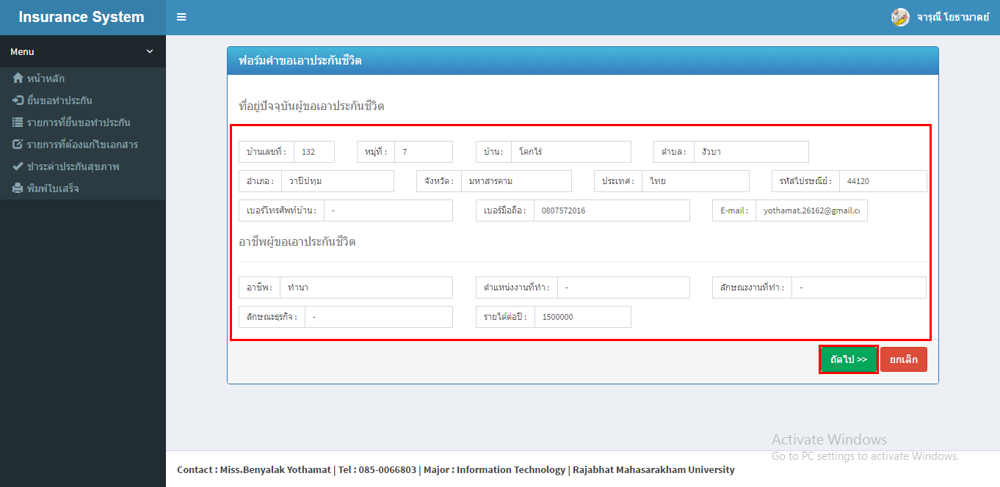 Insurance System
จารุณี โยธามาตย์
Menu
หน้าหลัก
ยื่นขอทำประกัน
รายการที่ยื่นขอทำประกัน
รายการที่ต้องแก้ไขเอกสาร
ชำระค่าประกันสุขภาพ
พิมพ์ใบเสร็จ
ฟอร์มคำขอเอาประกันชีวิต
ที่อยู่ปัจจุบันผู้ขอเอาประกันชีวิต
บ้านเลขที่ : 132 หมู่ที่ : 7 บ้าน : โคกไร่ ตำบล : งัวบา
อำเภอ : วาปีปทุม จังหวัด : มหาสารคาม ประเทศ : ไทย รหัสไปรษณีย์ : 44120
เบอร์โทรศัพท์บ้าน : - เบอร์มือถือ : 0807572016 E-mail : yothamat.26162@gmail.cc
อาชีพผู้ขอเอาประกันชีวิต
อาชีพ : ทำนา ตำแหน่งงานที่ทำ : - ลักษณะงานที่ทำ : -
ลักษณะธุรกิจ : - รายได้ต่อปี : 1500000
ถัดไป >> ยกเลิก
Activate Windows
Go to PC settings to activate Windows.
Contact : Miss.Benyalak Yothamat | Tel : 085-0066803 | Major : Information Technology | Rajabhat Mahasarakham University